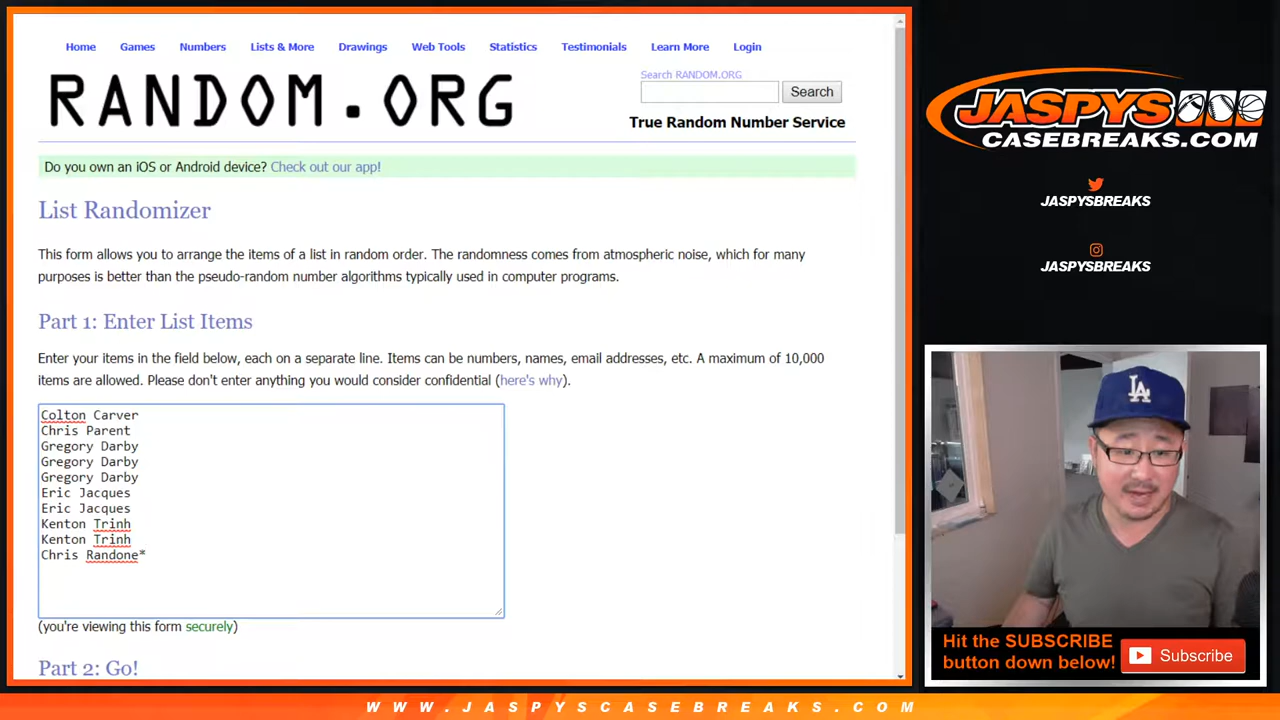 Home Games Numbers Lists & More Drawings Web Tools Statistics Testimonials Learn More Login
RANDOM.ORG
Search RANDOM.ORG
Search
True Random Number Service
Do you own an iOS or Android device? Check out our app!
List Randomizer
This form allows you to arrange the items of a list in random order. The randomness comes from atmospheric noise, which for many
purposes is better than the pseudo-random number algorithms typically used in computer programs.
Part 1: Enter List Items
Enter your items in the field below, each on a separate line. Items can be numbers, names, email addresses, etc. A maximum of 10,000
items are allowed. Please don't enter anything you would consider confidential (here's why).
Colton Carver
Chris Parent
Gregory Darby
Gregory Darby
Gregory Darby
Eric Jacques
Eric Jacques
Kenton Trinh
Kenton Trinh
Chris Randone*
(you're viewing this form securely)
Part 2: Go!
JASPYS
CASEBREAKS.COM
JASPYSBREAKS
JASPYSBREAKS
LA
Hit the SUBSCRIBE
button down below!
Subscribe
WWW.JASPYSCASEBREAKS.COM